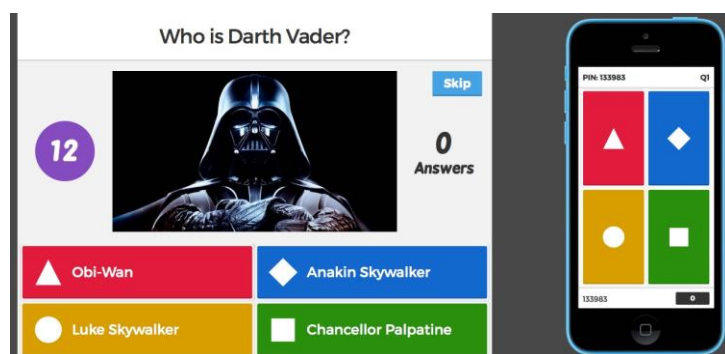 Who is Darth Vader?
Skip
12
0
Answers
Obi-Wan
Anakin Skywalker
Luke Skywalker
Chancellor Palpatine
PIN: 133983 Q1
133983 0